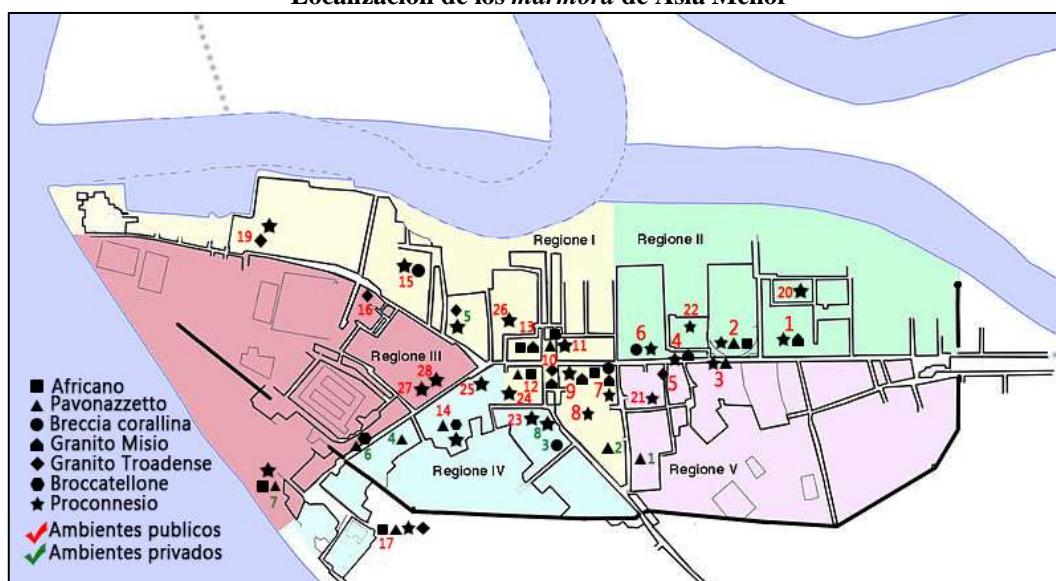 Localización de los marmora de Asia Menor
19
15
16
5
26
13
10
11
Regione I
Regione II
6
22
4
2
20
1
Regione III
28
27
25
12
24
9
7
8
21
5
3
14
4
6
23
8
3
2
1
Regione IV
Regione V
7
17
Africano
Pavonazzetto
Breccia corallina
Granito Misio
Granito Troadense
Broccatellone
Proconnesio
Ambientes publicos
Ambientes privados